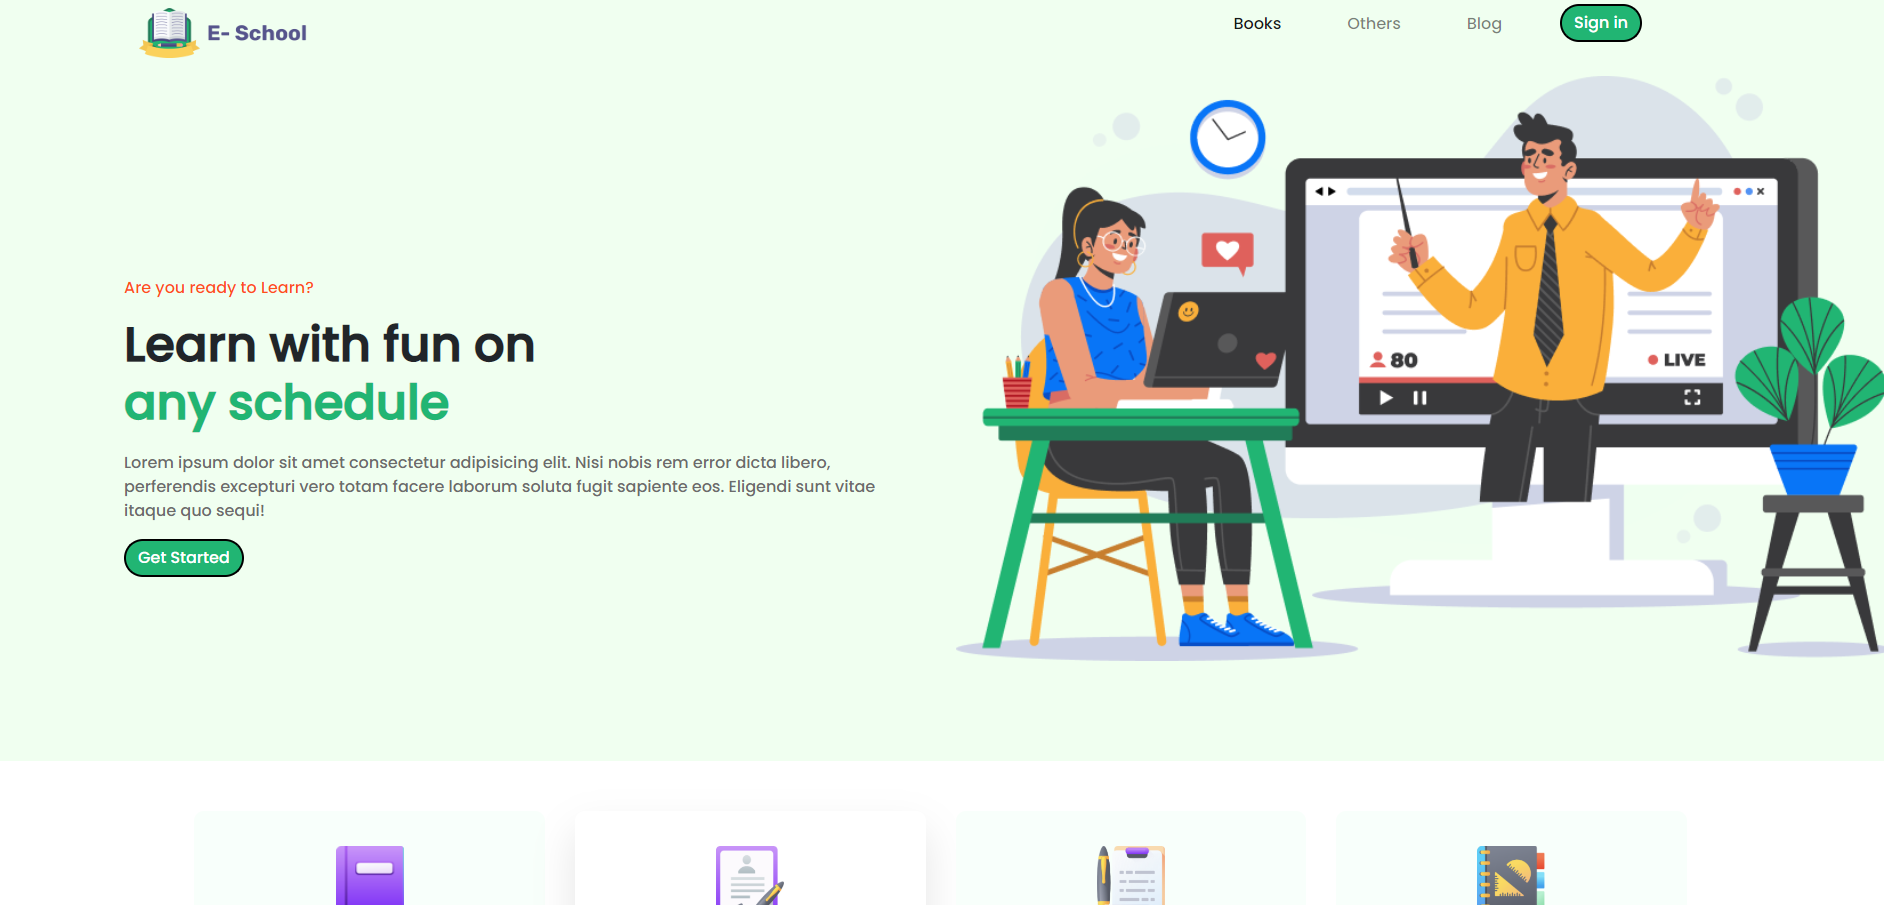 E- School
Books
Others
Blog
Sign in
Are you ready to Learn?
Learn with fun on
any schedule
Lorem ipsum dolor sit amet consectetur adipisicing elit. Nisi nobis rem error dicta libero,
perferendis excepturi vero totam facere laborum soluta fugit sapiente eos. Eligendi sunt vitae
itaque quo sequi!
Get Started
80
LIVE